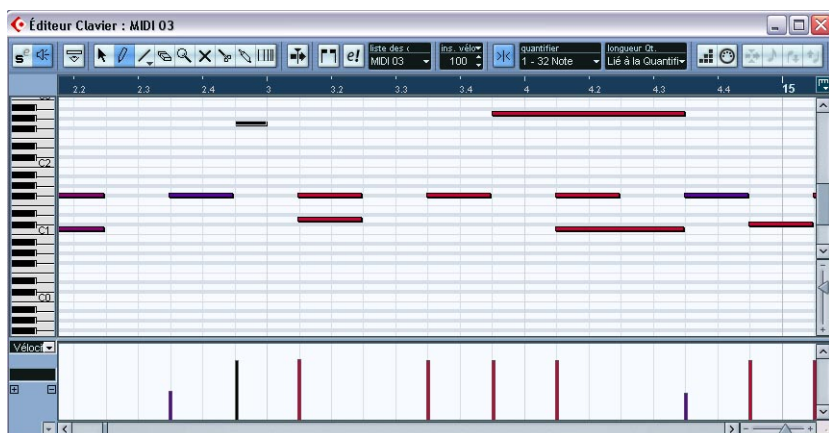 Éditeur Clavier : MIDI 03
liste des c ins. vélo quantifier longueur Qt.
MIDI 03 100 1 - 32 Note Lié à la Quantifi
2.2 2.3 2.4 3 3.2 3.3 3.4 4 4.2 4.3 4.4 15
C2
C1
C0
Véloci